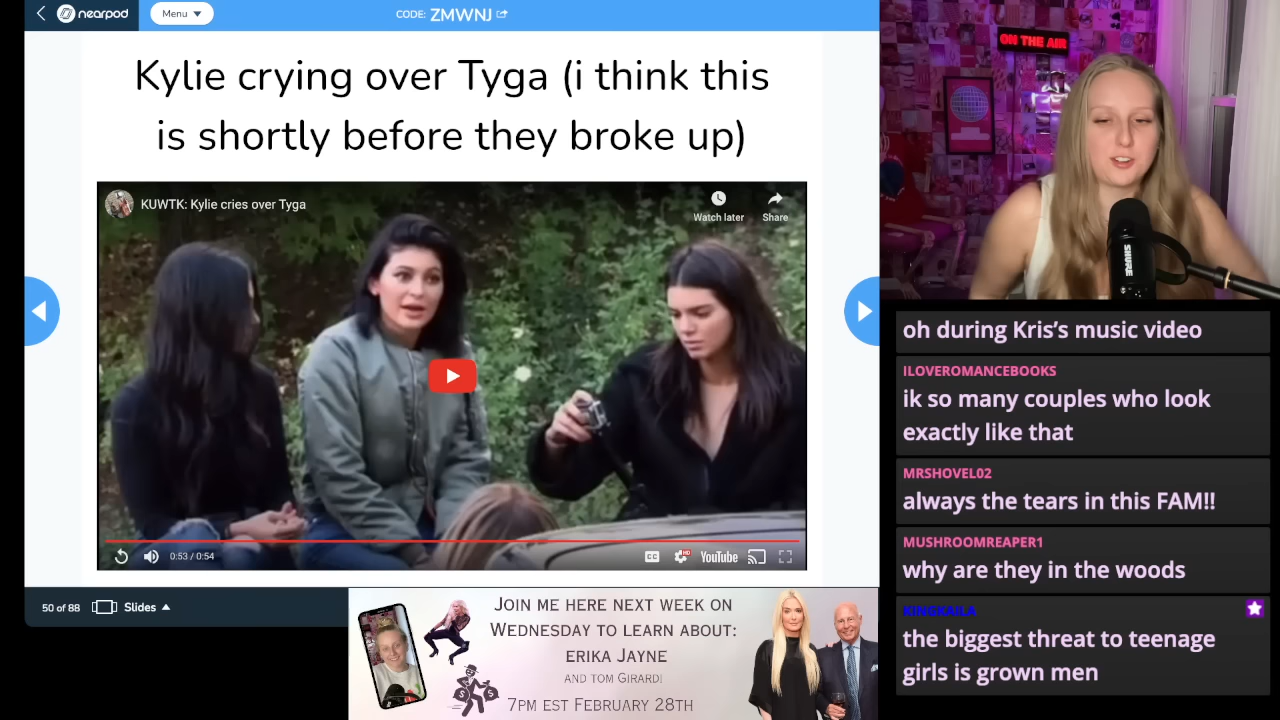 nearpod
Menu
CODE: ZMWNJ
Kylie crying over Tyga (i think this
is shortly before they broke up)
KUWTK: Kylie cries over Tyga
Watch later
Share
0:53 / 0:54
CC
HD
YouTube
50 of 88
Slides
JOIN ME HERE NEXT WEEK ON
WEDNESDAY TO LEARN ABOUT:
ERIKA JAYNE
AND TOM GIRARDI
7PM EST FEBRUARY 28TH
ON THE AIR
SHURE
oh during Kris's music video
ILOVEROMANCEBOOKS
ik so many couples who look
exactly like that
MRSHOVEL02
always the tears in this FAM!!
MUSHROOMREAPER1
why are they in the woods
KINGKAILA
the biggest threat to teenage
girls is grown men